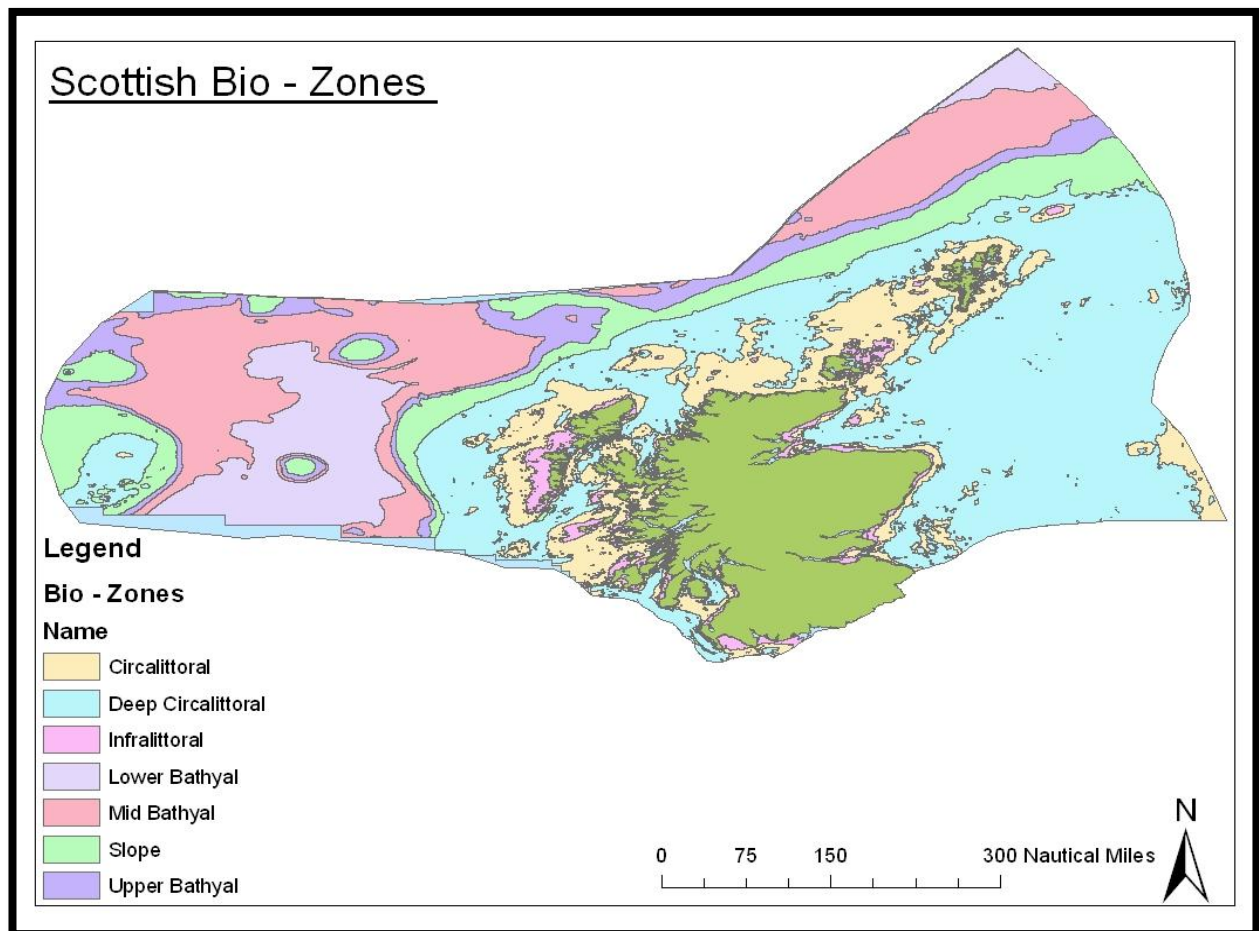 Scottish Bio - Zones
Legend
Bio - Zones
Name
Circalittoral
Deep Circalittoral
Infralittoral
Lower Bathyal
Mid Bathyal
Slope
Upper Bathyal
0 75 150 300 Nautical Miles
N